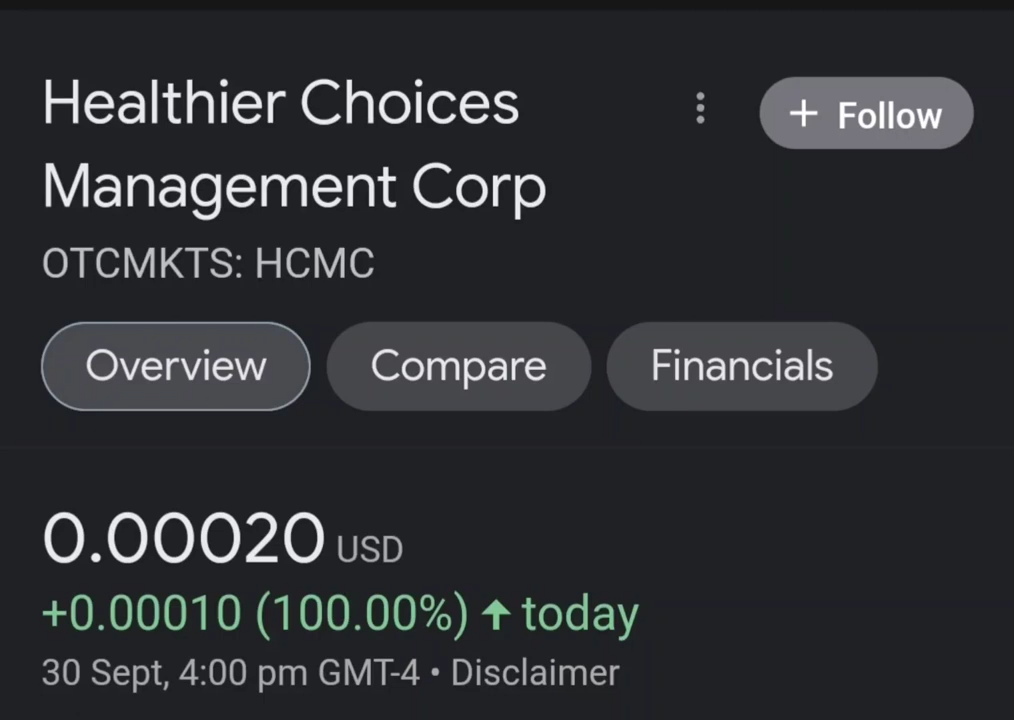 Healthier Choices
Management Corp
+ Follow
OTCMKTS: HCMC
Overview Compare Financials
0.00020 USD
+0.00010 (100.00%) ↑ today
30 Sept, 4:00 pm GMT-4 • Disclaimer